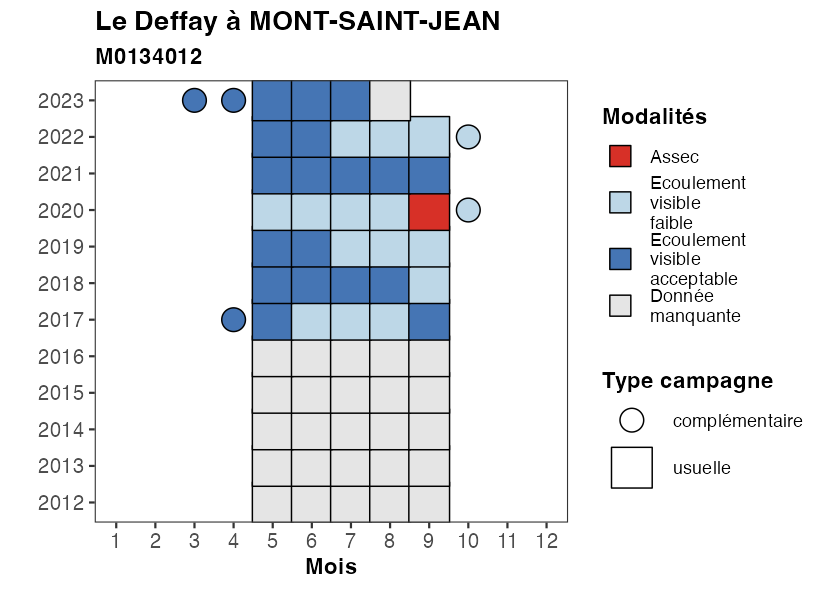 Le Deffay à MONT-SAINT-JEAN
M0134012
2023
2022
2021
2020
2019
2018
2017
2016
2015
2014
2013
2012
1 2 3 4 5 6 7 8 9 10 11 12
Mois
Modalités
Assec
Ecoulement
visible
faible
Ecoulement
visible
acceptable
Donnée
manquante
Type campagne
complémentaire
usuelle